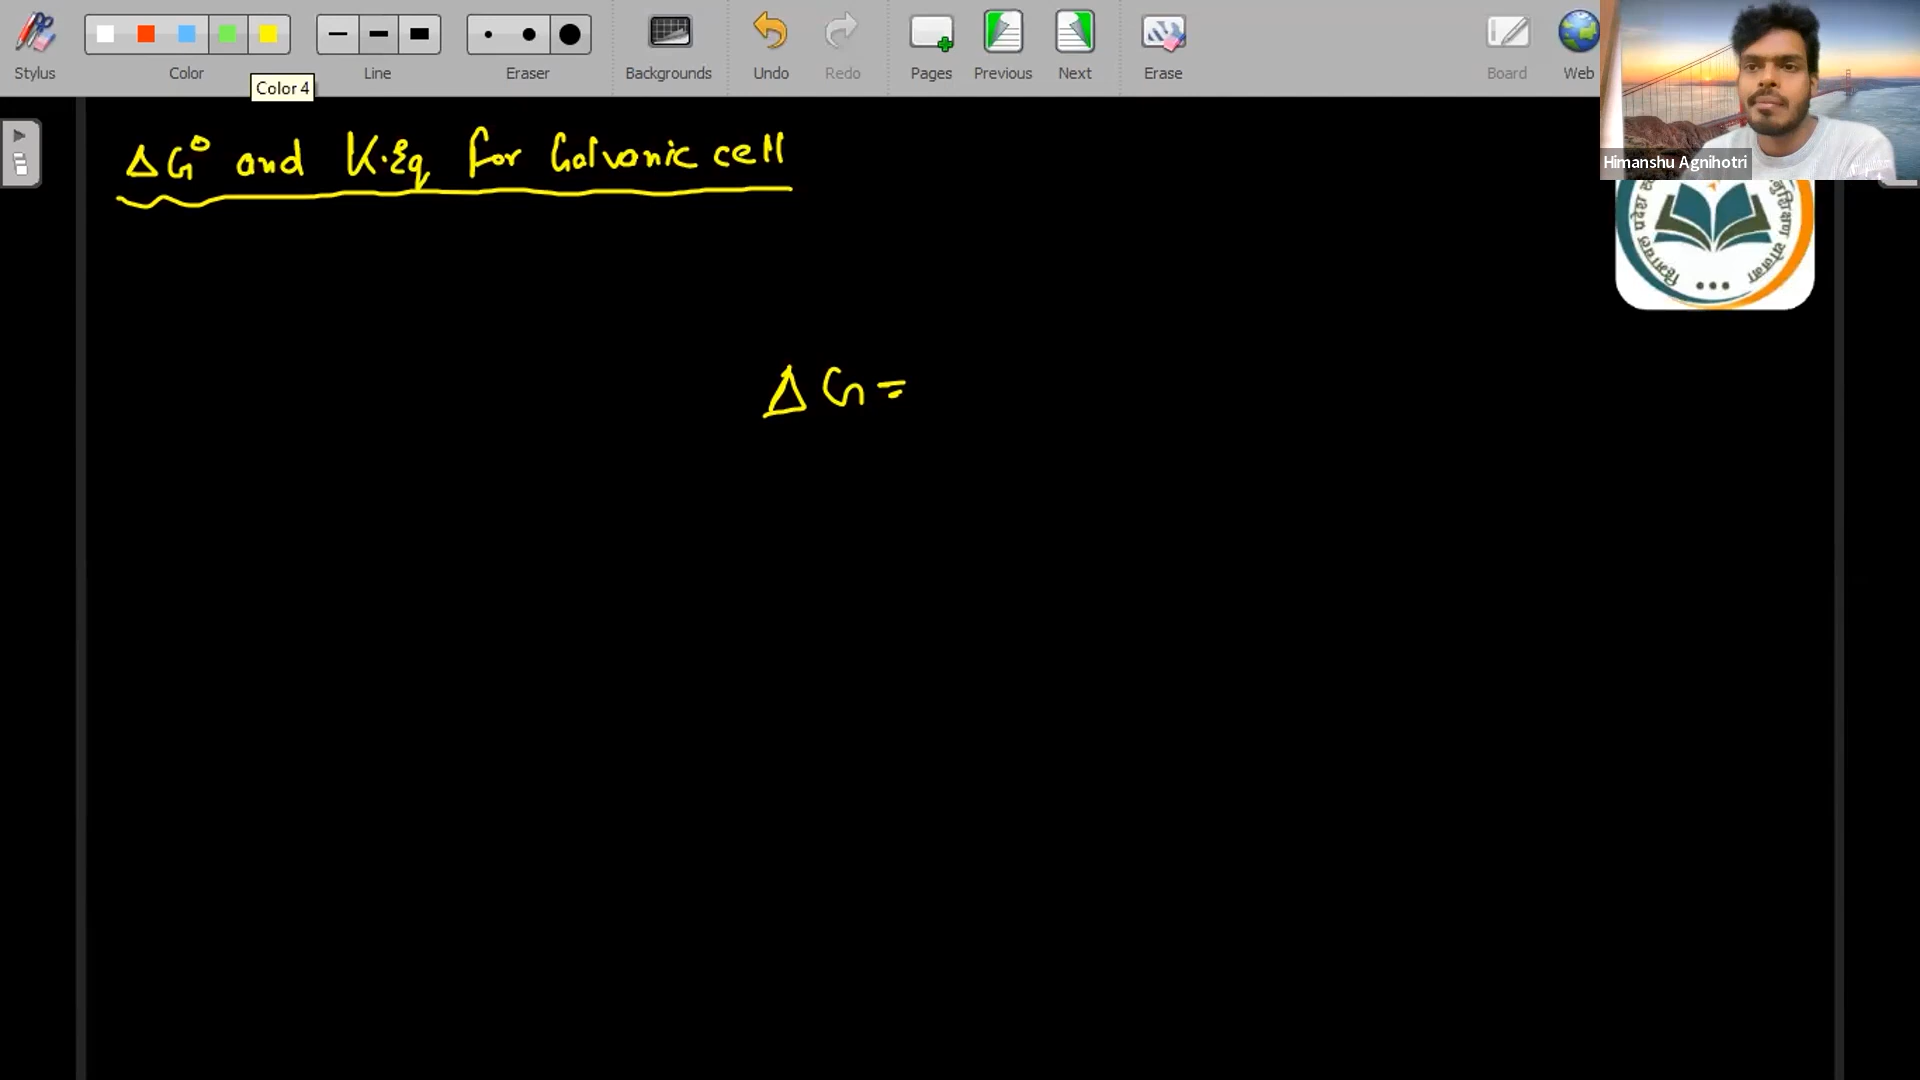 Stylus
Color
Line
Eraser
Backgrounds
Undo
Redo
Pages
Previous
Next
Erase
Board
Web
Color 4
Himanshu Agnihotri
ΔG° and K.Eq for Galvanic cell
ΔG=